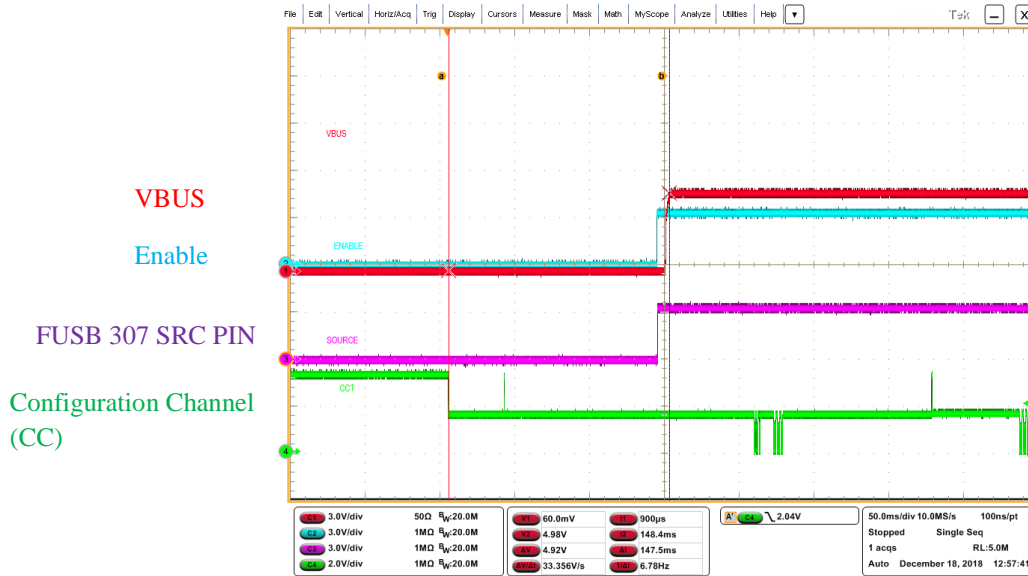 File Edit Vertical Horiz/Acq Trig Display Cursors Measure Mask Math MyScope Analyze Utilities Help Tek X
a b
VBUS
VBUS
Enable
ENABLE
2
1
FUSB 307 SRC PIN
SOURCE
3
Configuration Channel
(CC)
CC1
4
C1 3.0V/div 50Ω BW:20.0M
C2 3.0V/div 1MΩ BW:20.0M
C3 3.0V/div 1MΩ BW:20.0M
C4 2.0V/div 1MΩ BW:20.0M
V1 60.0mV t1 900µs
V2 4.98V t2 148.4ms
ΔV 4.92V Δt 147.5ms
ΔV/Δt 33.356V/s 1/Δt 6.78Hz
A' C4 2.04V
50.0ms/div 10.0MS/s 100ns/pt
Stopped Single Seq
1 acqs RL:5.0M
Auto December 18, 2018 12:57:41